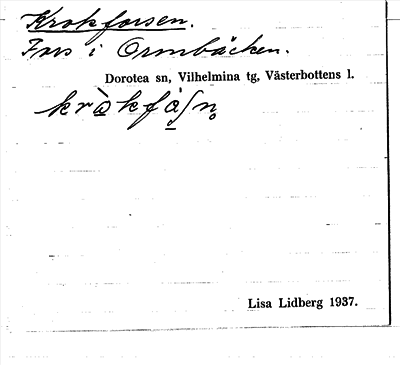 Krokforsen.
Fors i Ormbäcken.
Dorotea sn, Vilhelmina tg, Västerbottens l.
Lisa Lidberg 1937.